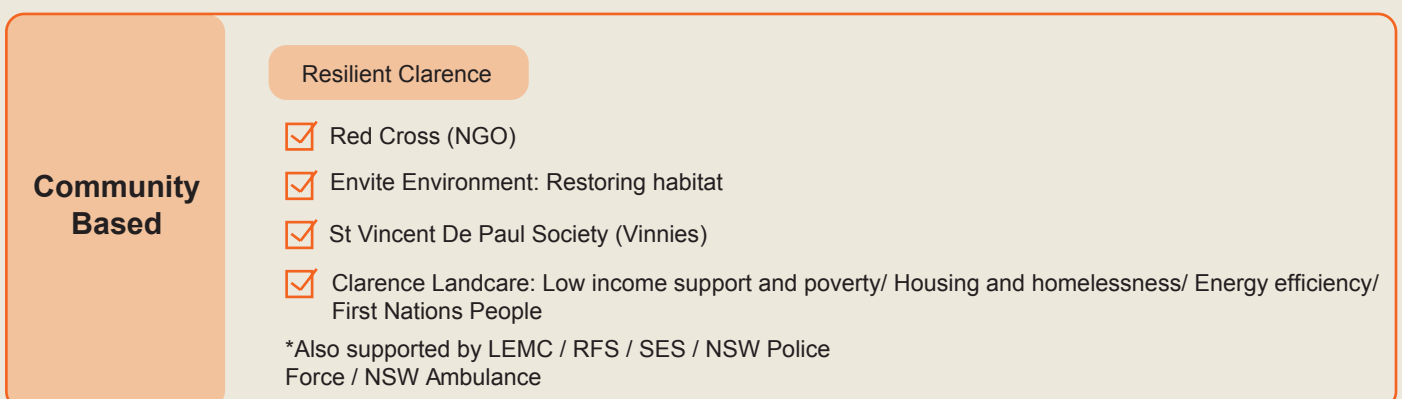 Community
Based
Resilient Clarence
Red Cross (NGO)
Envite Environment: Restoring habitat
St Vincent De Paul Society (Vinnies)
Clarence Landcare: Low income support and poverty/ Housing and homelessness/ Energy efficiency/
First Nations People
*Also supported by LEMC / RFS / SES / NSW Police
Force / NSW Ambulance